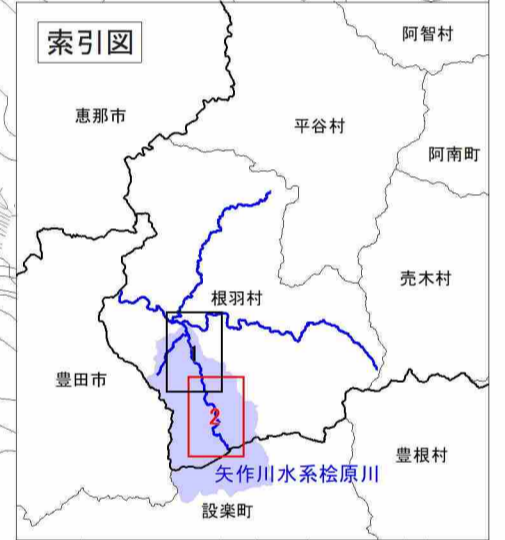 索引図
阿智村
恵那市
平谷村
阿南町
売木村
根羽村
1
豊田市
2
豊根村
矢作川水系桧原川
設楽町